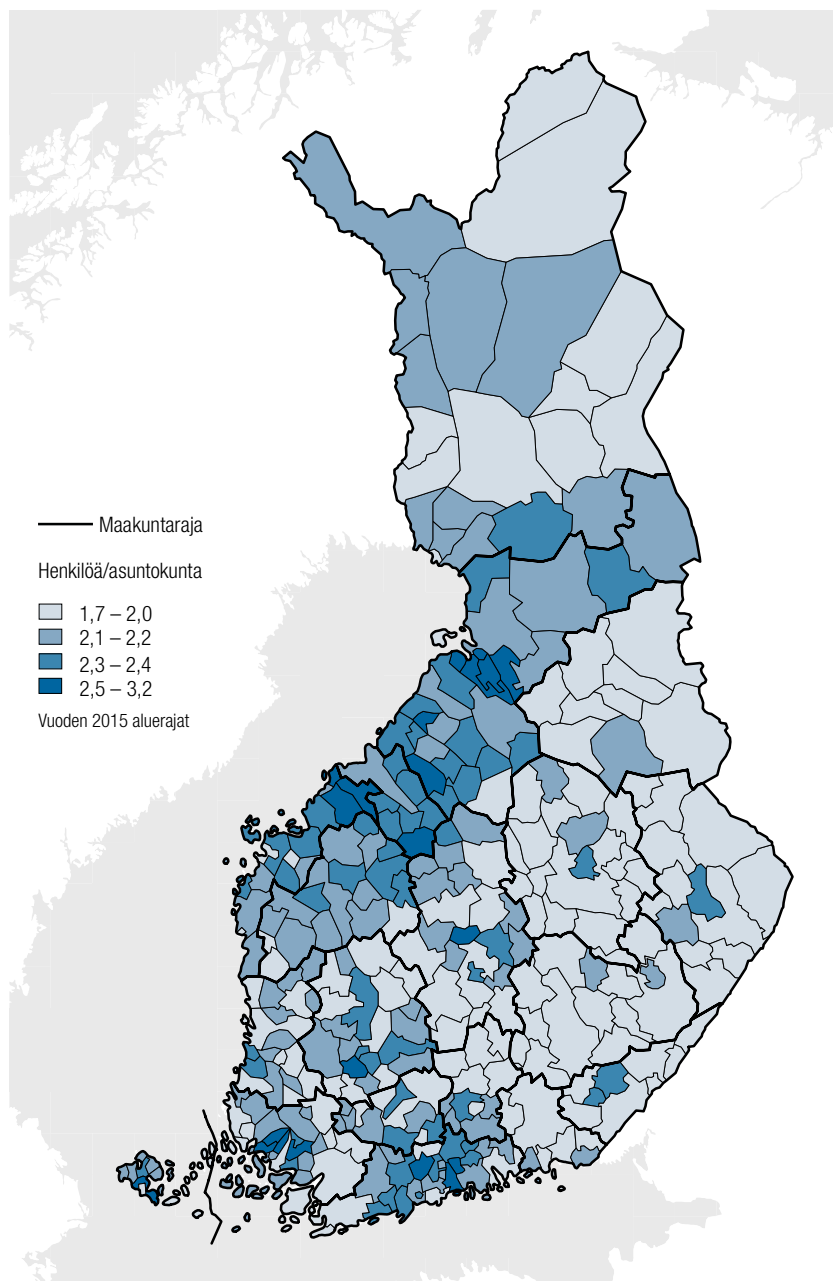 Maakuntaraja
Henkilöä/asuntokunta
1,7 – 2,0
2,1 – 2,2
2,3 – 2,4
2,5 – 3,2
Vuoden 2015 aluerajat